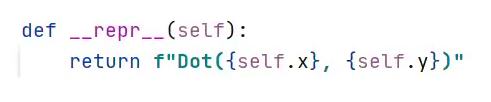 def __repr__(self):
    return f"Dot({self.x}, {self.y})"